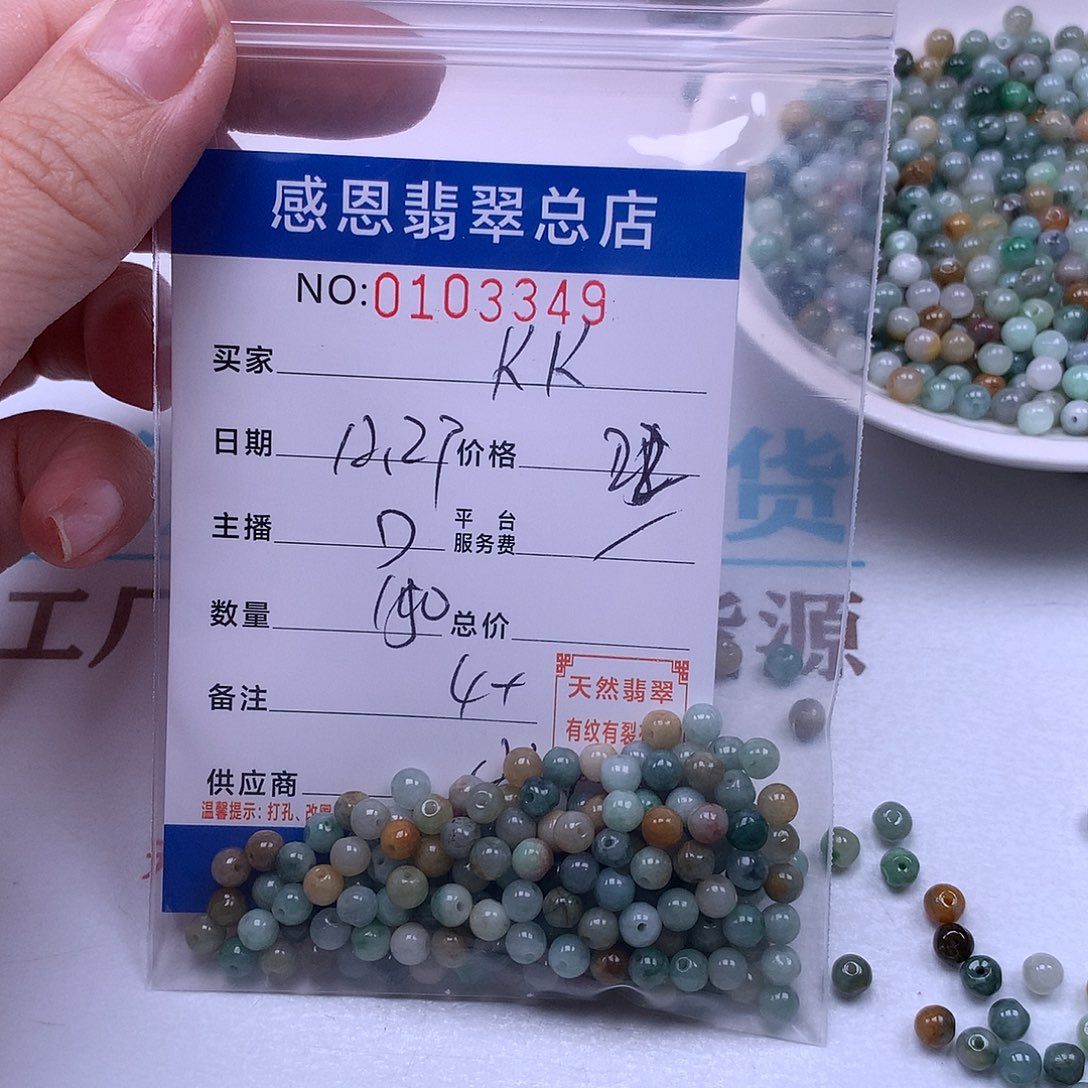 感恩翡翠总店
NO:0103349
买家 KK
日期 12.27 价格
主播 平台服务费 /
数量 总价
备注 4+
天然翡翠
有纹有裂
供应商
温馨提示：打孔、改圈
货
工厂 源